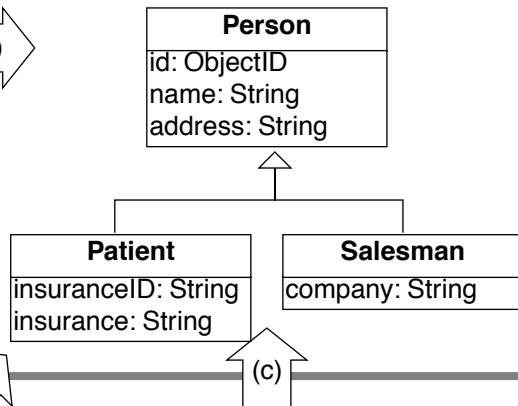 Person
id: ObjectID
name: String
address: String
Patient
insuranceID: String
insurance: String
Salesman
company: String
(c)